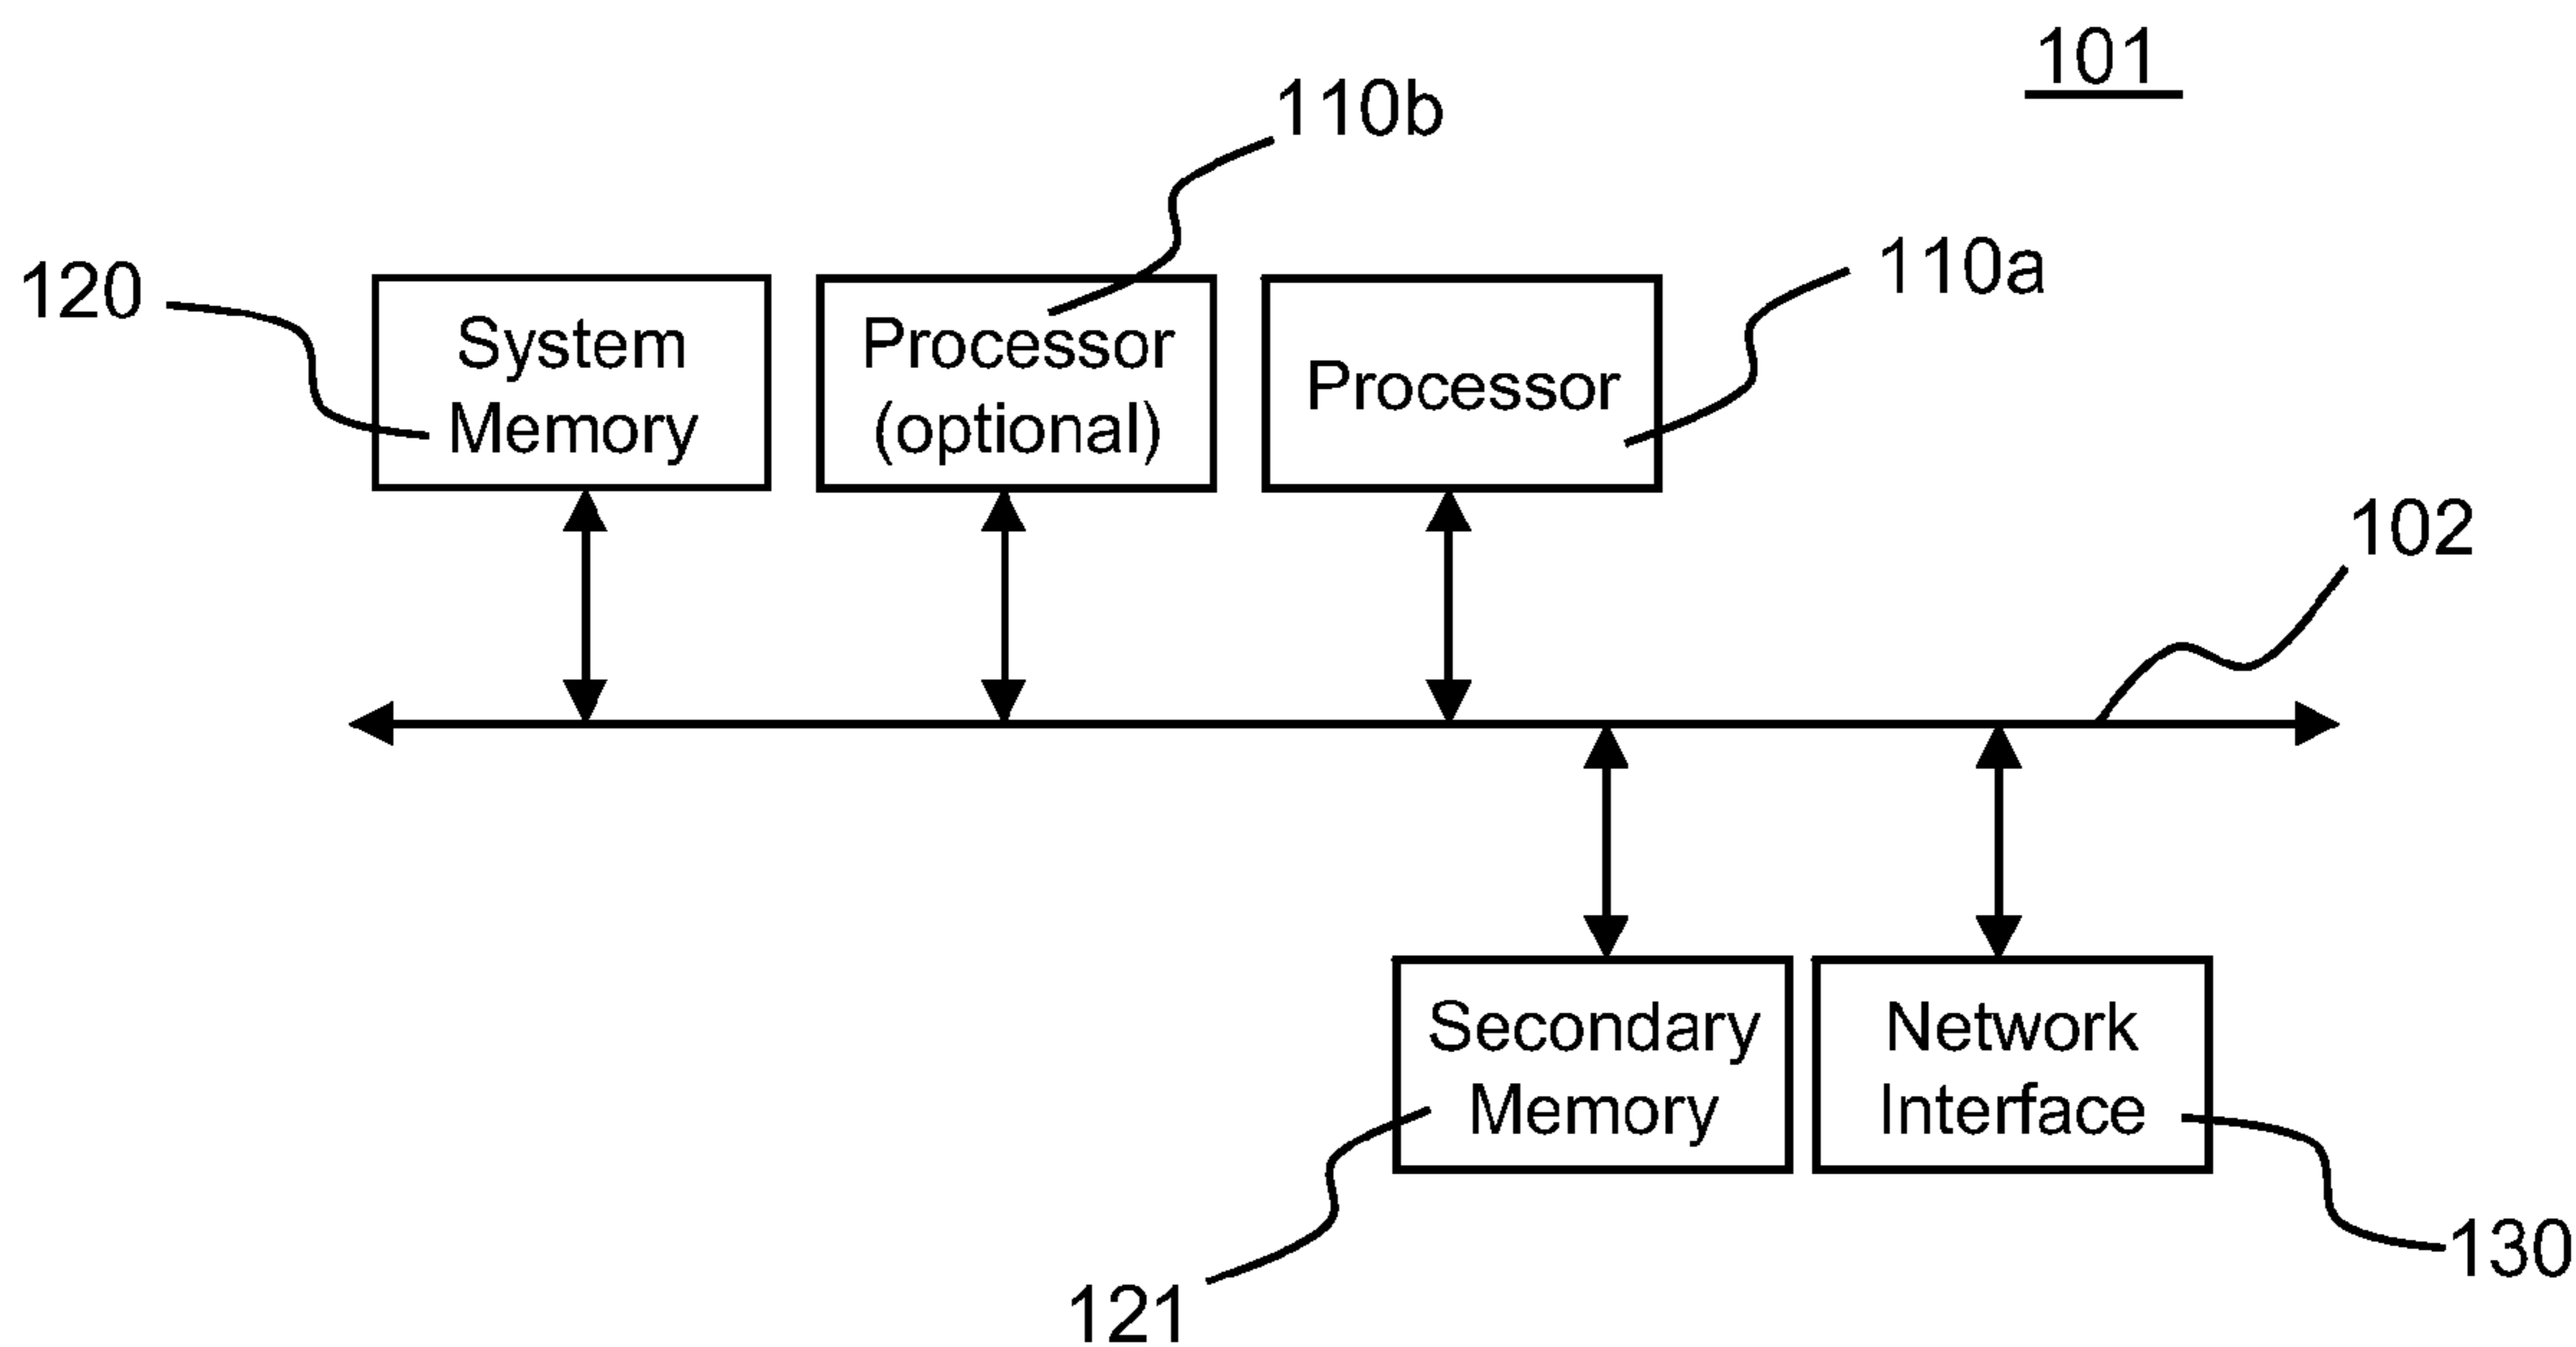 101
110b
110a
120
System
Memory
Processor
(optional)
Processor
102
Secondary
Memory
Network
Interface
121
130